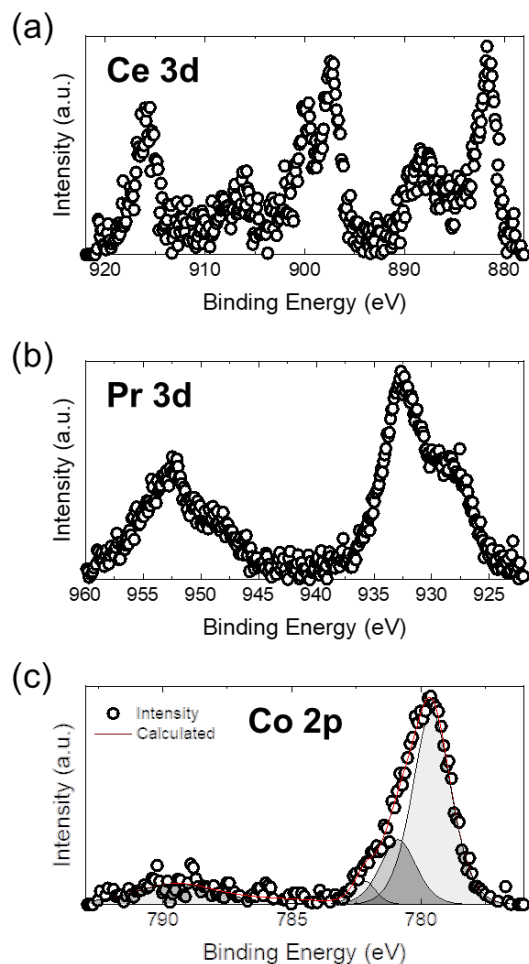 (a)
Ce 3d
Intensity (a.u.)
920 910 900 890 880
Binding Energy (eV)
(b)
Pr 3d
Intensity (a.u.)
960 955 950 945 940 935 930 925
Binding Energy (eV)
(c)
Intensity
Calculated
Co 2p
Intensity (a.u.)
790 785 780
Binding Energy (eV)